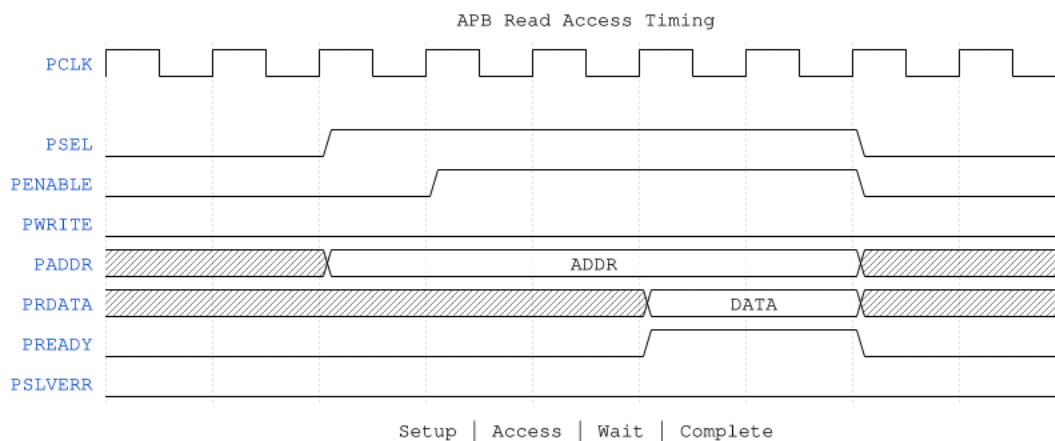 APB Read Access Timing
PCLK
PSEL
PENABLE
PWRITE
PADDR ADDR
PRDATA DATA
PREADY
PSLVERR
Setup | Access | Wait | Complete